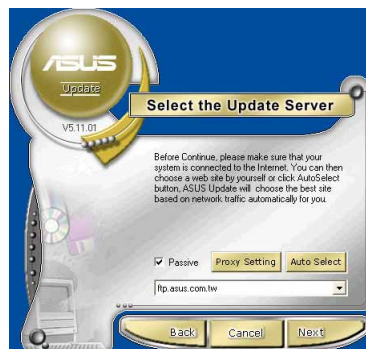 ASUS
Update
V5.11.01
Select the Update Server
Before Continue, please make sure that your
system is connected to the Internet. You can then
choose a web site by yourself or click AutoSelect
button, ASUS Update will choose the best site
based on network traffic automatically for you.
Passive
Proxy Setting
Auto Select
ftp.asus.com.tw
Back
Cancel
Next